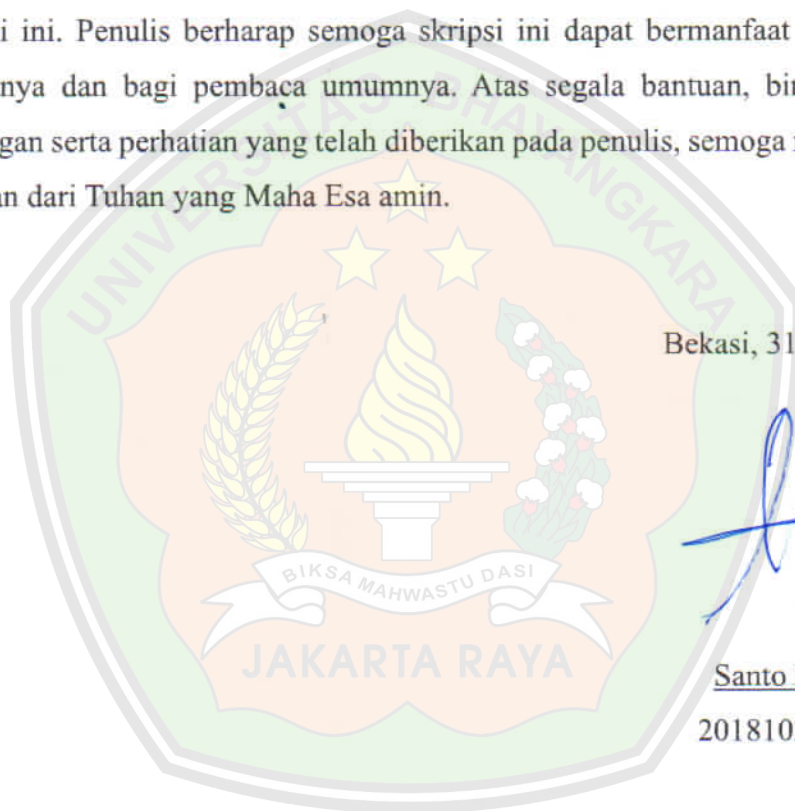 i ini. Penulis berharap semoga skripsi ini dapat bermanfaat
nya dan bagi pembaca umumnya. Atas segala bantuan, bi
gan serta perhatian yang telah diberikan pada penulis, semoga
n dari Tuhan yang Maha Esa amin.
UNIVERSITAS BHAYANGKARA
Bekasi, 31
BIKSA MAHWASTU DASI
JAKARTA RAYA
Santo
201810